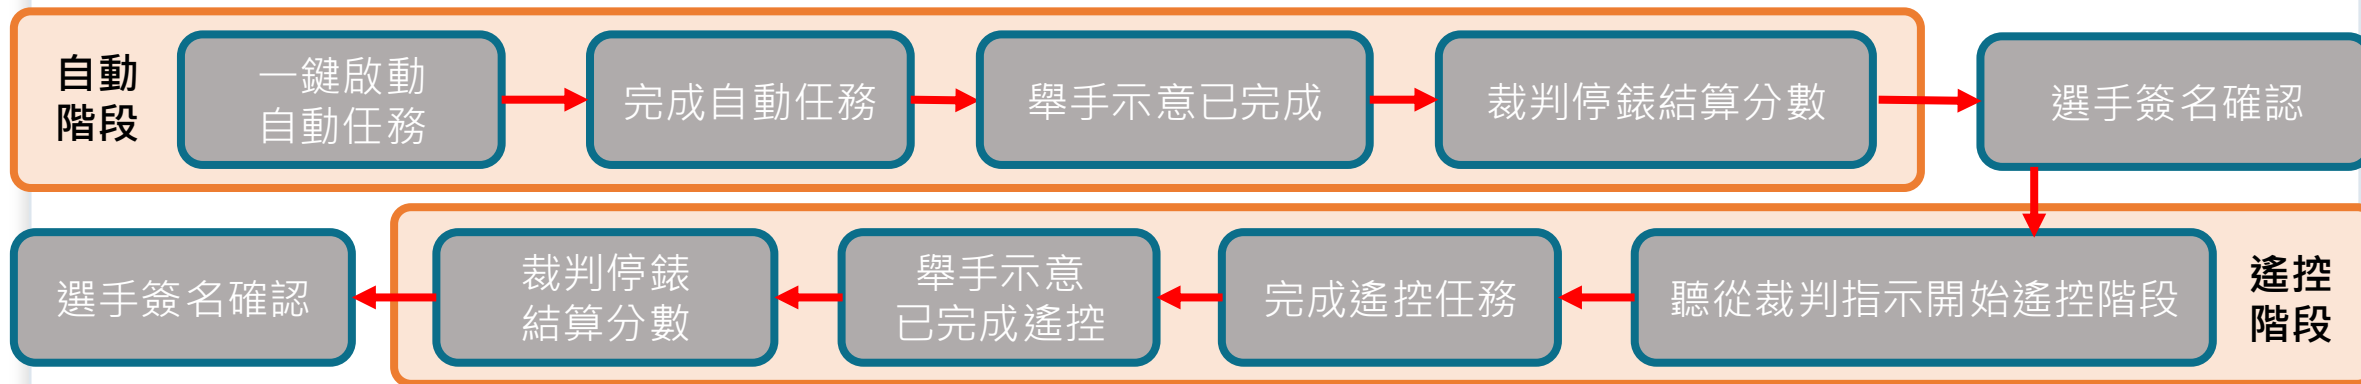 自動
階段
一鍵啟動
自動任務
完成自動任務
舉手示意已完成
裁判停錶結算分數
選手簽名確認
遙控
階段
聽從裁判指示開始遙控階段
完成遙控任務
舉手示意
已完成遙控
裁判停錶
結算分數
選手簽名確認